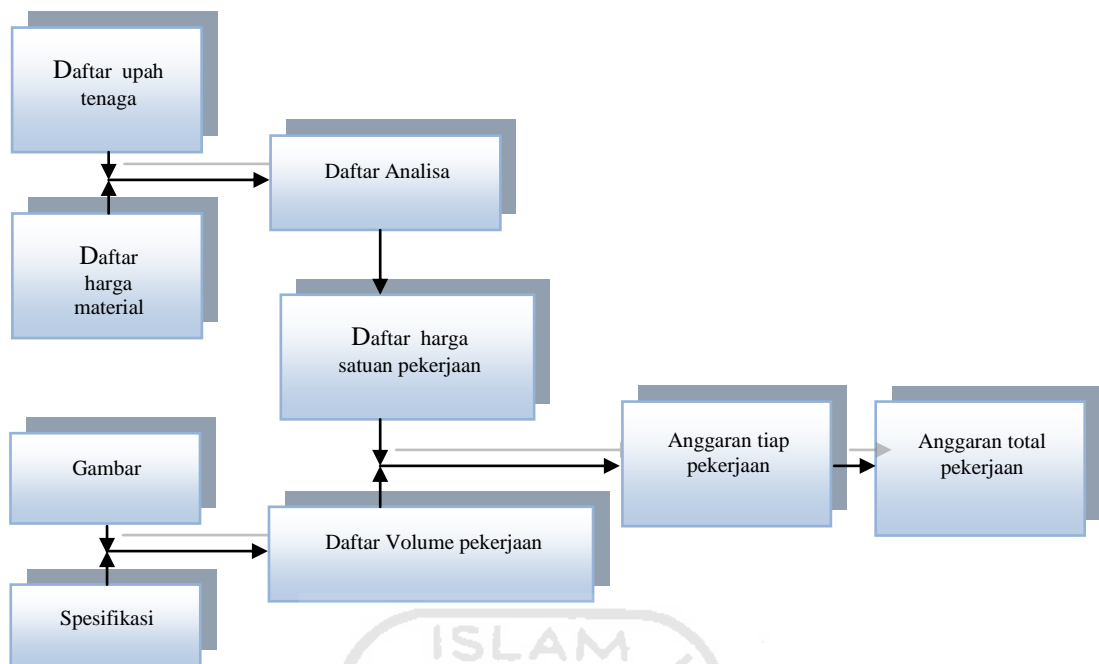 Daftar upah
tenaga
Daftar Analisa
Daftar
harga
material
Daftar harga
satuan pekerjaan
Gambar
Anggaran tiap
pekerjaan
Anggaran total
pekerjaan
Daftar Volume pekerjaan
Spesifikasi
ISLAM